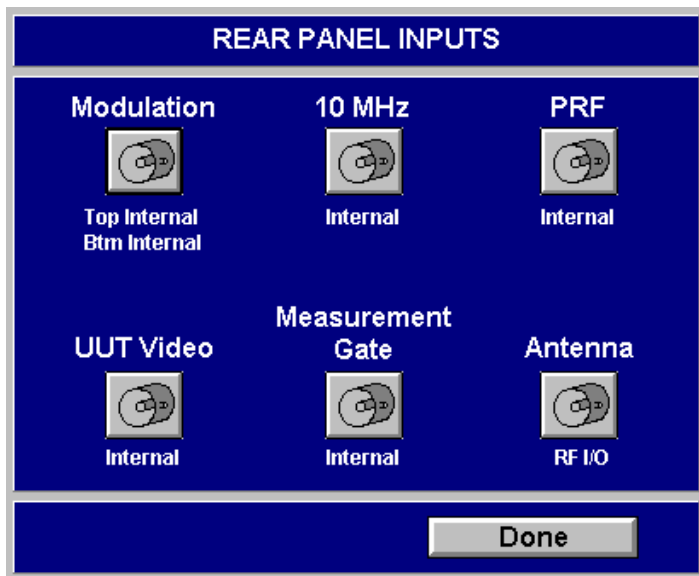 REAR PANEL INPUTS
Modulation
10 MHz
PRF
Top Internal
Btm Internal
Internal
Internal
UUT Video
Measurement
Gate
Antenna
Internal
Internal
RF I/O
Done